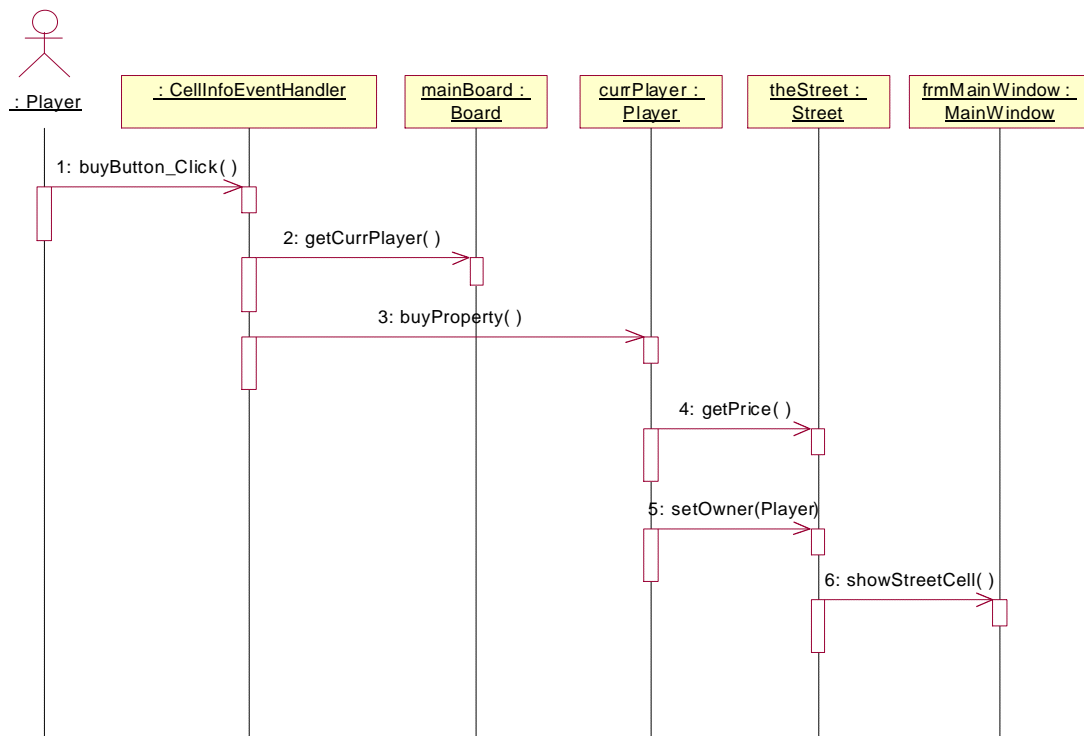 : Player
: CellInfoEventHandler
mainBoard :
Board
currPlayer :
Player
theStreet :
Street
frmMainWindow :
MainWindow
1: buyButton_Click( )
2: getCurrPlayer( )
3: buyProperty( )
4: getPrice( )
5: setOwner(Player)
6: showStreetCell( )